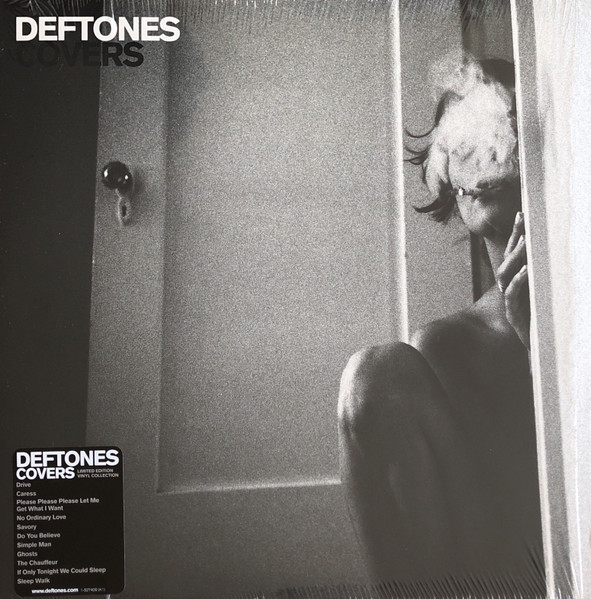 DEFTONES
COVERS
DEFTONES
COVERS LIMITED EDITION
VINYL COLLECTION
Drive
Caress
Please Please Please Let Me
Get What I Want
No Ordinary Love
Savory
Do You Believe
Simple Man
Ghosts
The Chauffeur
If Only Tonight We Could Sleep
Sleep Walk
www.deftones.com